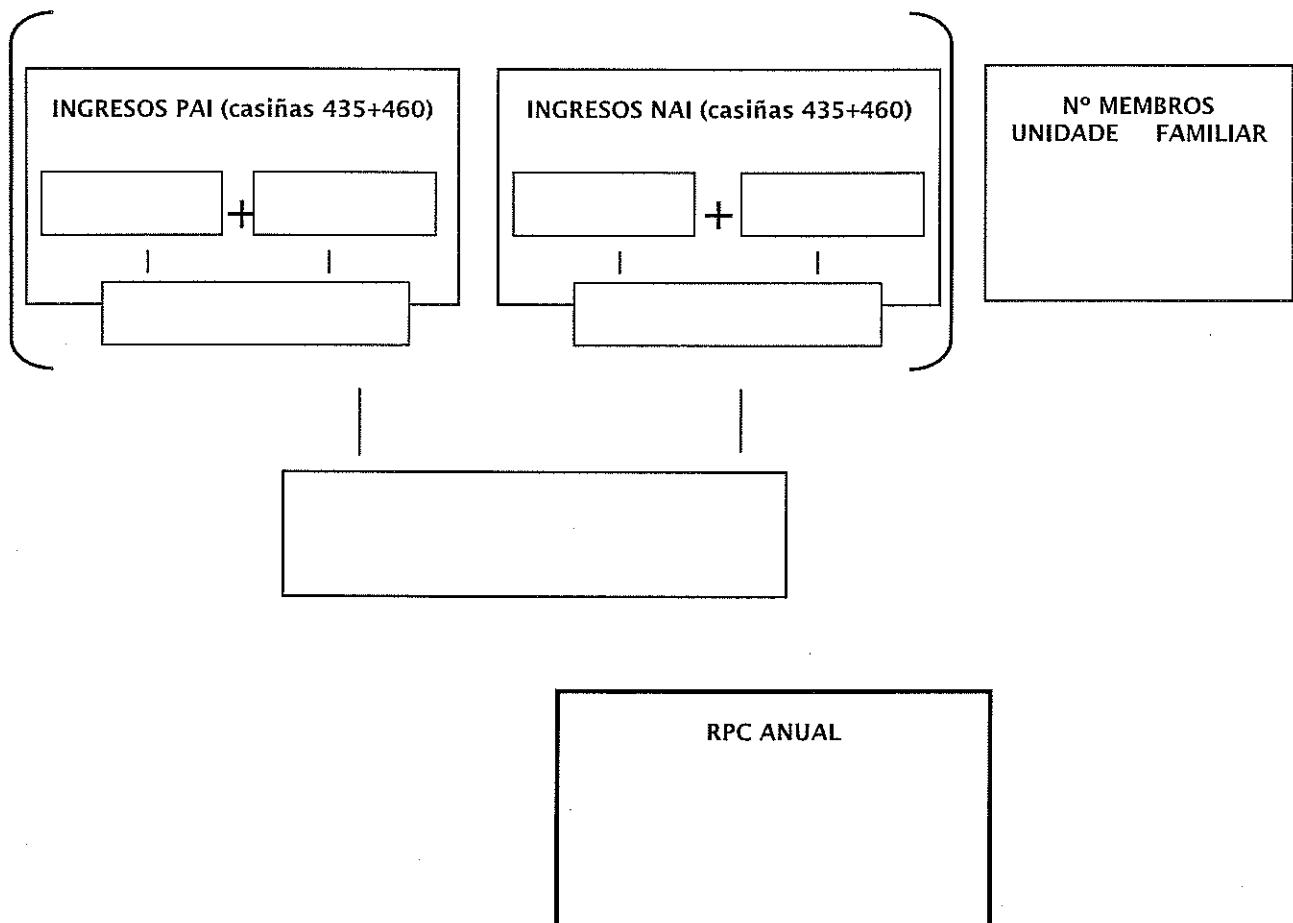 INGRESOS PAI (casiñas 435+460)
+
INGRESOS NAI (casiñas 435+460)
+
Nº MEMBROS
UNIDADE FAMILIAR
RPC ANUAL